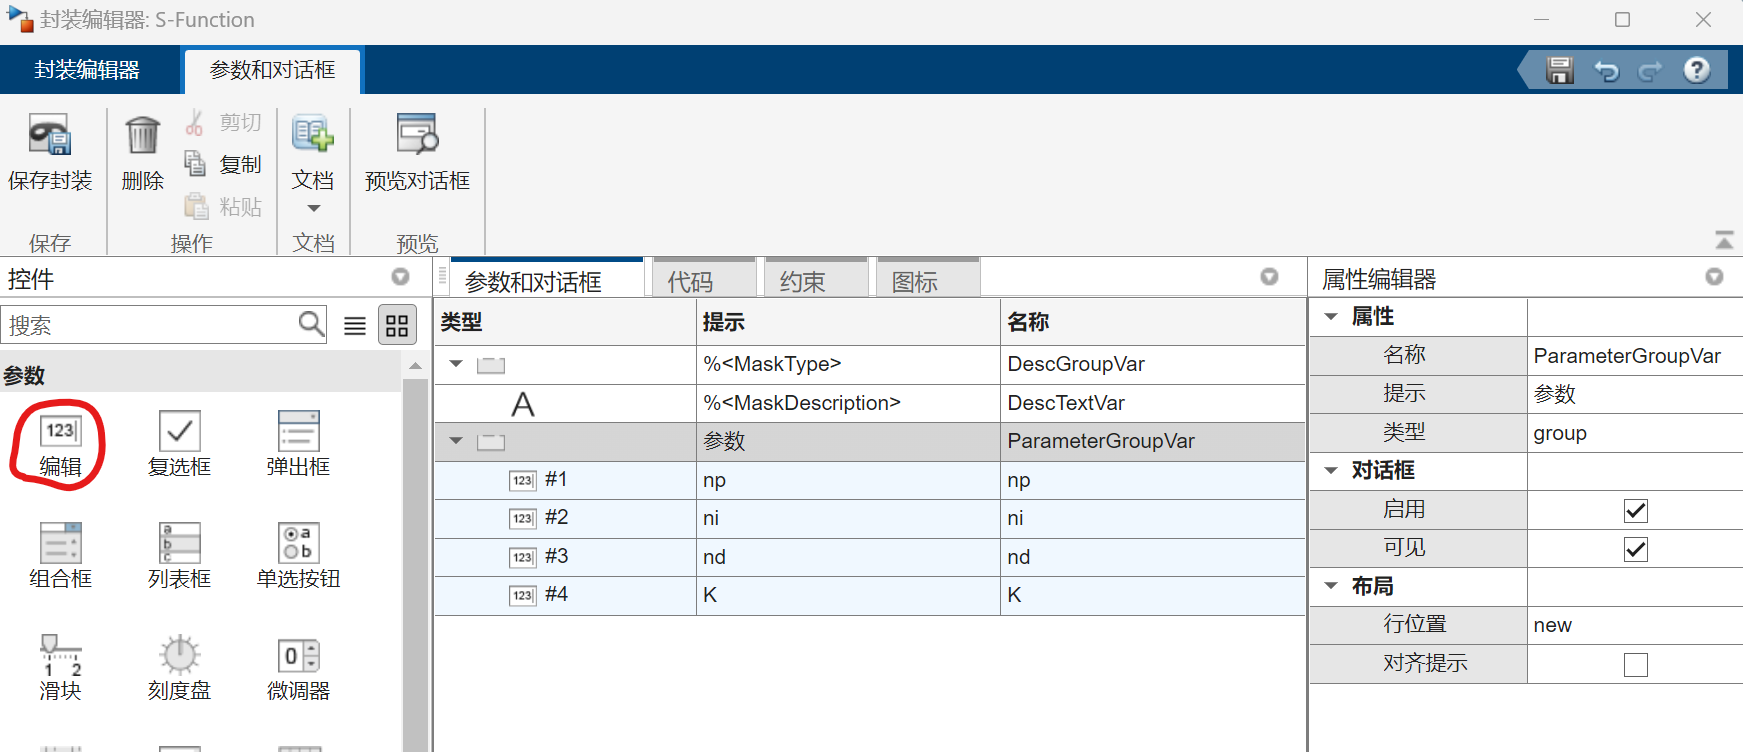 封装编辑器: S-Function
封装编辑器
参数和对话框
保存封装
删除
剪切
复制
粘贴
文档
预览对话框
保存
操作
文档
预览
控件
搜索
参数
123
编辑
复选框
弹出框
组合框
a
b
c
列表框
a
b
单选按钮
1 2
滑块
刻度盘
0
微调器
参数和对话框
代码
约束
图标
类型 提示 名称
%<MaskType> DescGroupVar
A %<MaskDescription> DescTextVar
参数 ParameterGroupVar
123 #1 np np
123 #2 ni ni
123 #3 nd nd
123 #4 K K
属性编辑器
属性
名称 ParameterGroupVar
提示 参数
类型 group
对话框
启用
可见
布局
行位置 new
对齐提示